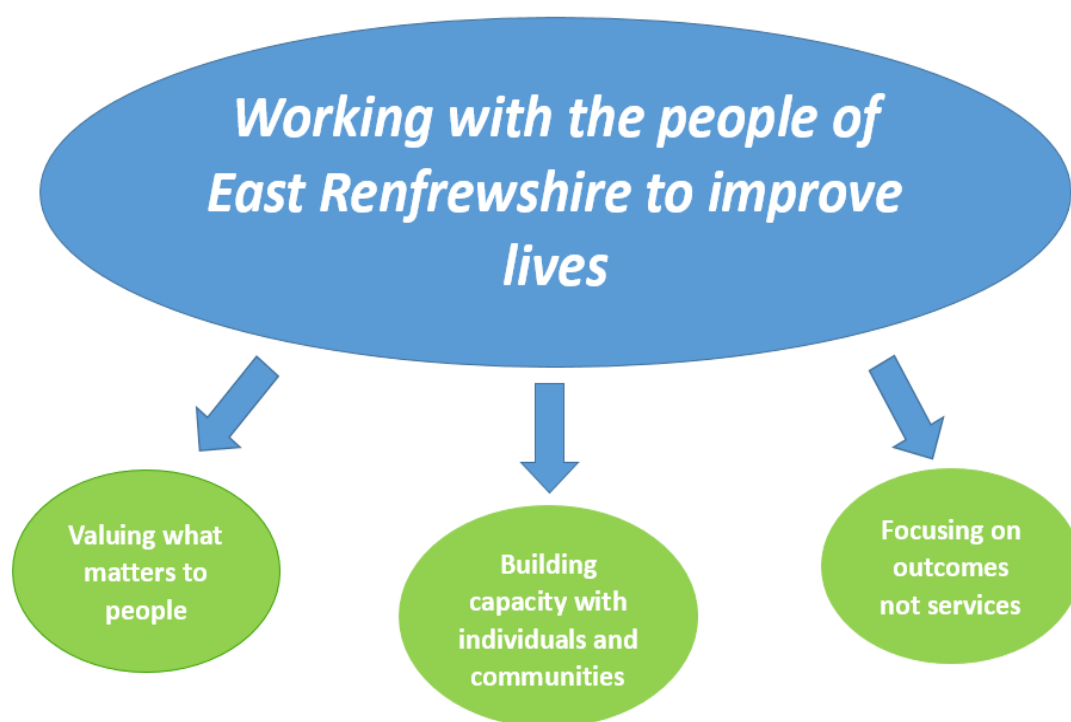 Working with the people of
East Renfrewshire to improve
lives
Valuing what
matters to
people
Building
capacity with
individuals and
communities
Focusing on
outcomes
not services